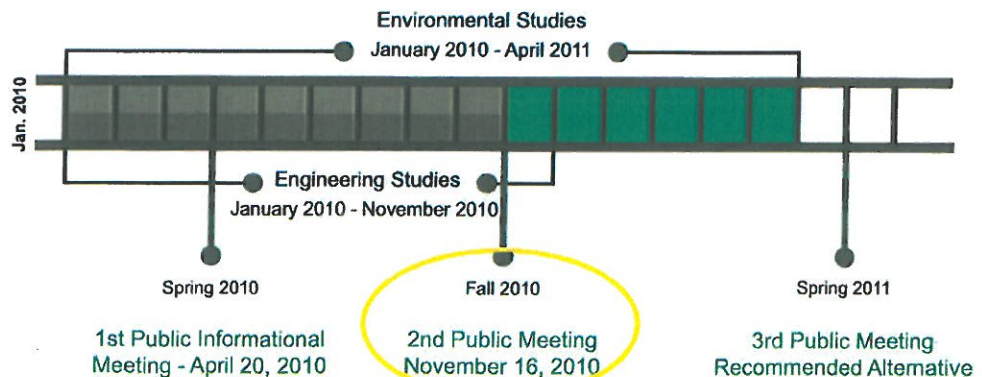 Environmental Studies
January 2010 - April 2011
Jan. 2010
Engineering Studies
January 2010 - November 2010
Spring 2010
Fall 2010
Spring 2011
1st Public Informational
Meeting - April 20, 2010
2nd Public Meeting
November 16, 2010
3rd Public Meeting
Recommended Alternative